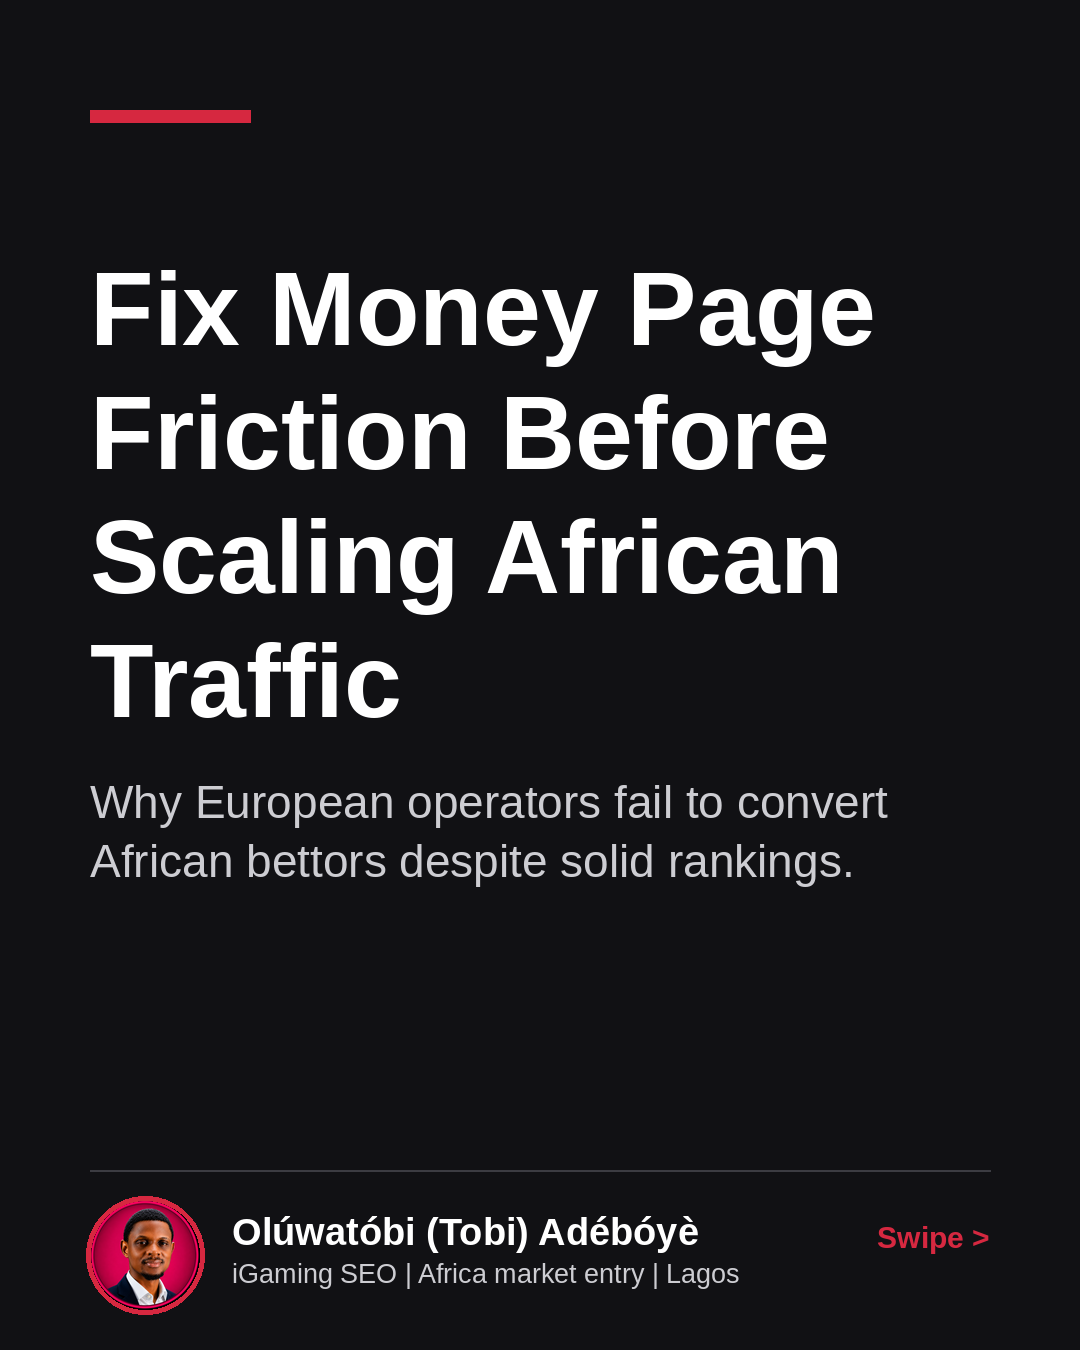 Fix Money Page
Friction Before
Scaling African
Traffic
Why European operators fail to convert
African bettors despite solid rankings.
Olúwatóbi (Tobi) Adébóyè
iGaming SEO | Africa market entry | Lagos
Swipe >